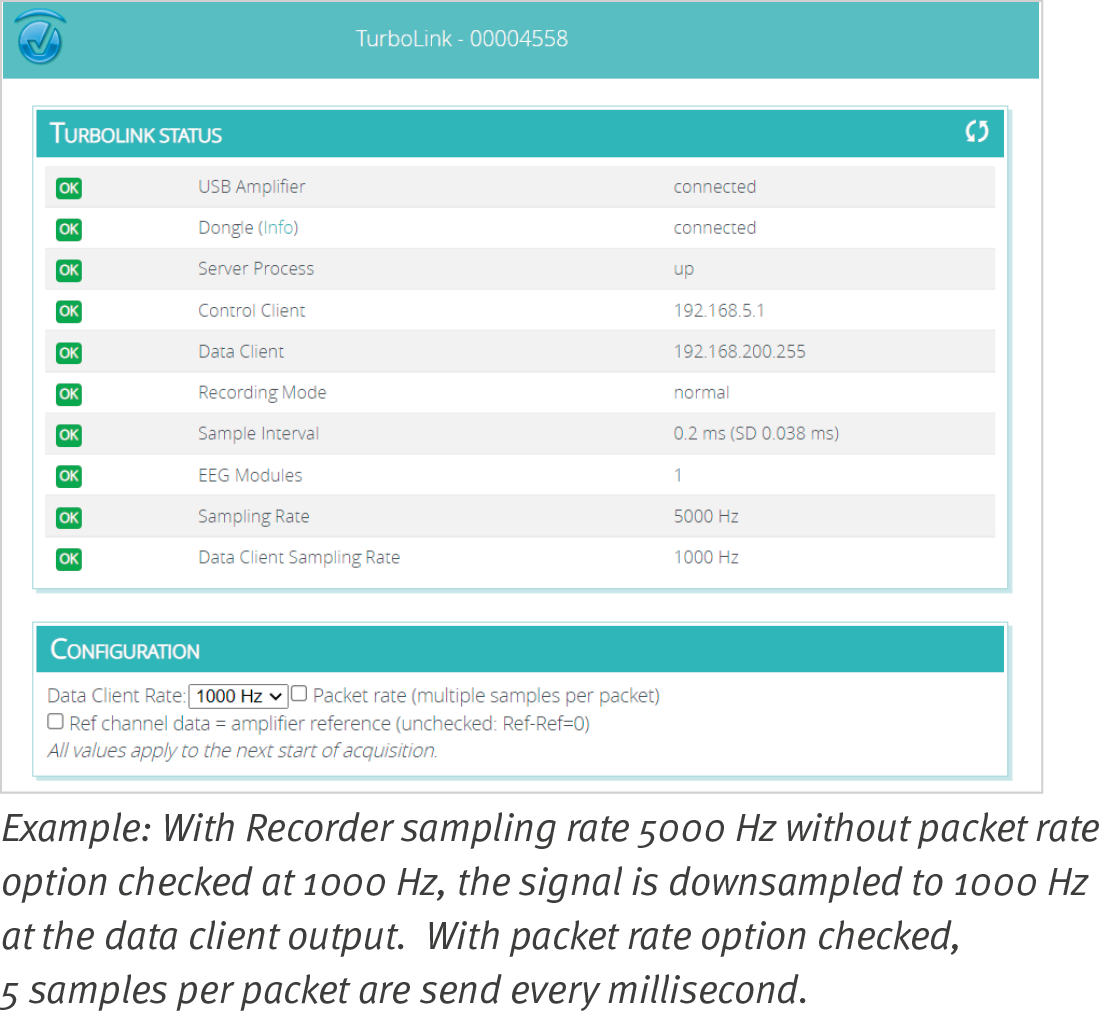 TurboLink - 00004558
TURBOLINK STATUS
OK USB Amplifier connected
OK Dongle (Info) connected
OK Server Process up
OK Control Client 192.168.5.1
OK Data Client 192.168.200.255
OK Recording Mode normal
OK Sample Interval 0.2 ms (SD 0.038 ms)
OK EEG Modules 1
OK Sampling Rate 5000 Hz
OK Data Client Sampling Rate 1000 Hz
CONFIGURATION
Data Client Rate: 1000 Hz Packet rate (multiple samples per packet)
Ref channel data = amplifier reference (unchecked: Ref-Ref=0)
All values apply to the next start of acquisition.
Example: With Recorder sampling rate 5000 Hz without packet rate
option checked at 1000 Hz, the signal is downsampled to 1000 Hz
at the data client output. With packet rate option checked,
5 samples per packet are send every millisecond.